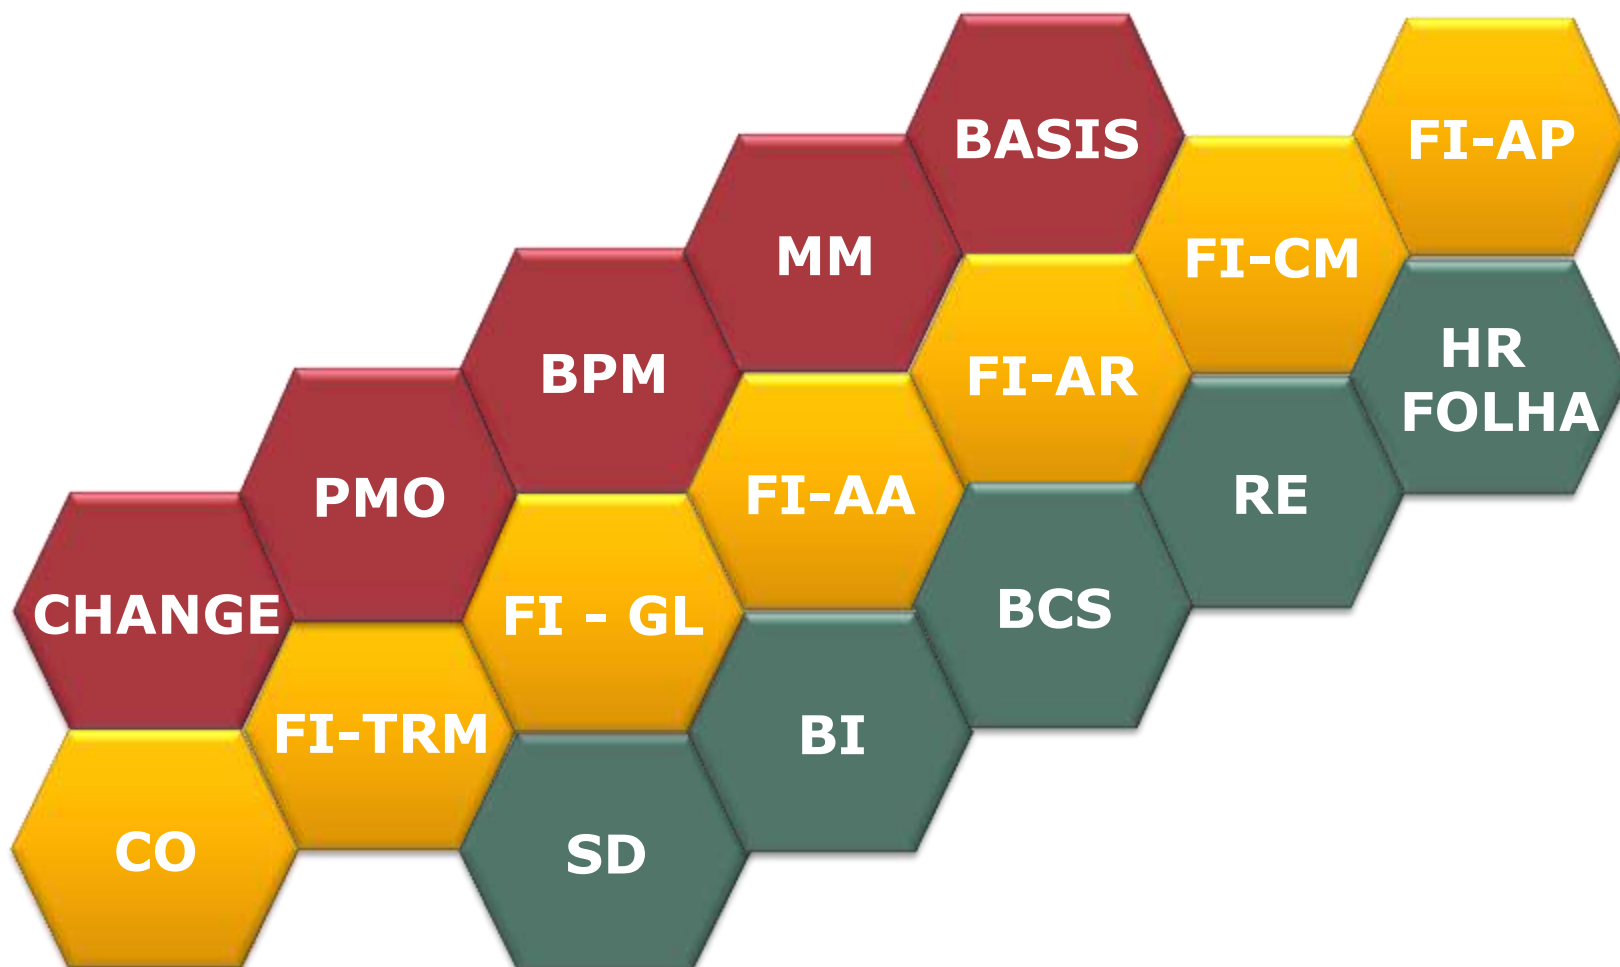 BASIS
FI-AP
MM
FI-CM
BPM
FI-AR
HR
FOLHA
PMO
FI-AA
RE
CHANGE
FI - GL
BCS
FI-TRM
BI
CO
SD